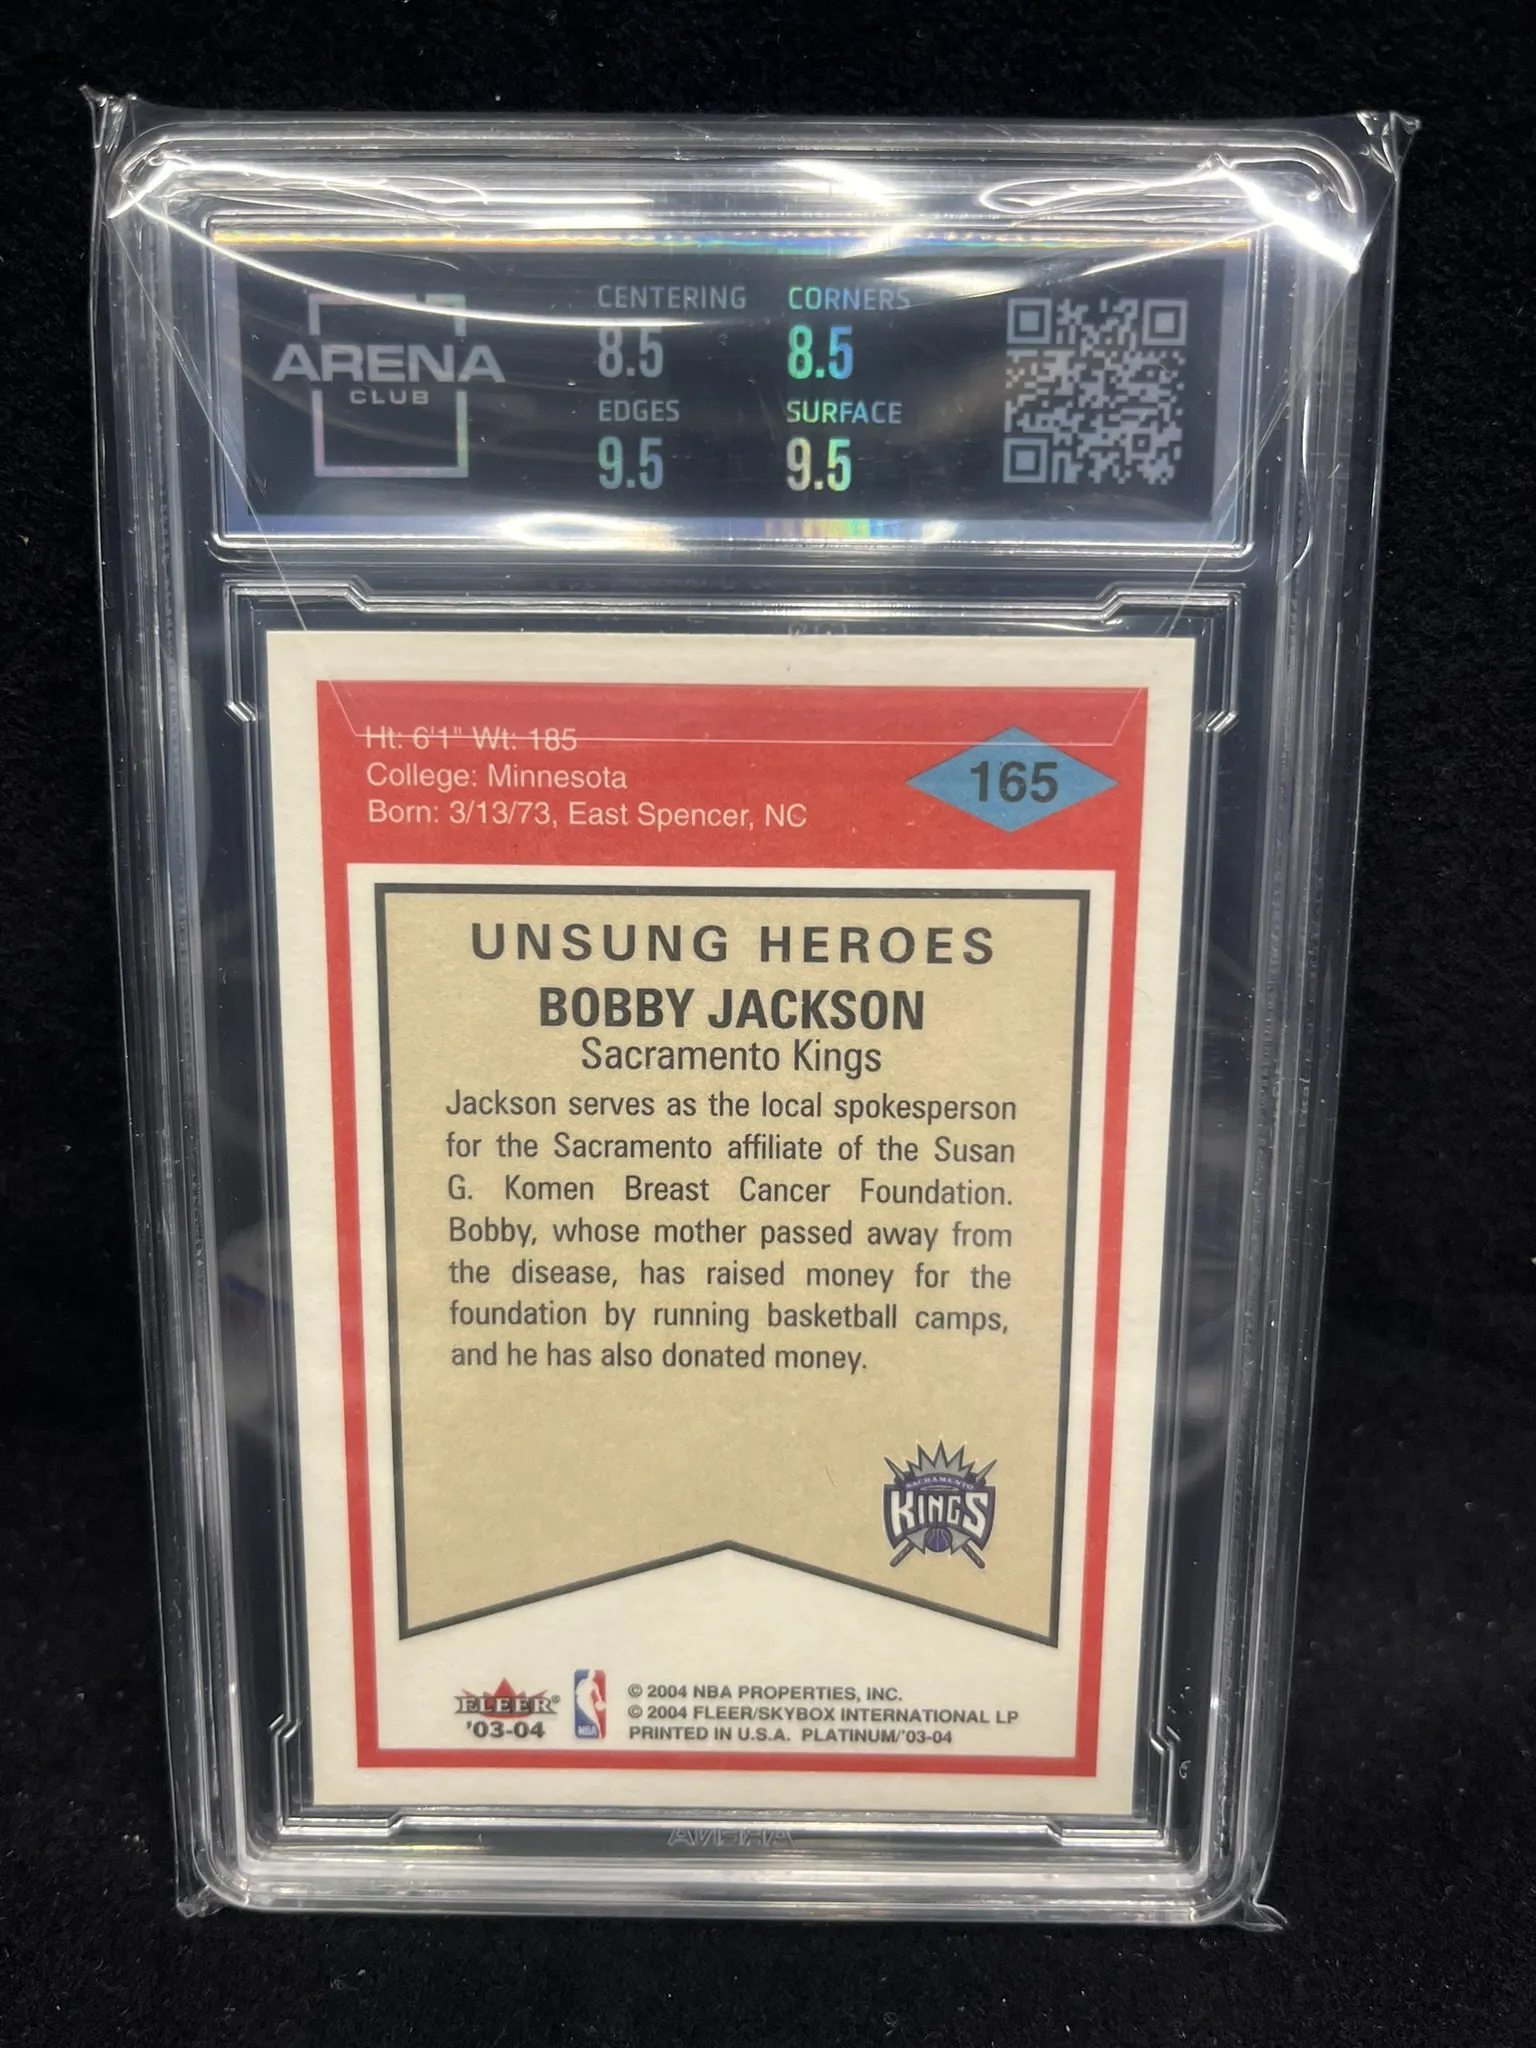 ARENA
CLUB
CENTERING
8.5
CORNERS
8.5
EDGES
9.5
SURFACE
9.5
Ht: 6'1" Wt: 185
College: Minnesota
Born: 3/13/73, East Spencer, NC
165
UNSUNG HEROES
BOBBY JACKSON
Sacramento Kings
Jackson serves as the local spokesperson
for the Sacramento affiliate of the Susan
G. Komen Breast Cancer Foundation.
Bobby, whose mother passed away from
the disease, has raised money for the
foundation by running basketball camps,
and he has also donated money.
SACRAMENTO
KINGS
FLEER®
'03-04
NBA
© 2004 NBA PROPERTIES, INC.
© 2004 FLEER/SKYBOX INTERNATIONAL LP
PRINTED IN U.S.A. PLATINUM/'03-04
ARENA